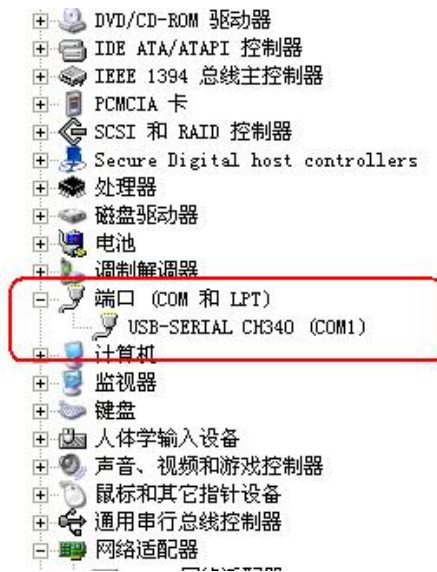 DVD/CD-ROM 驱动器
IDE ATA/ATAPI 控制器
IEEE 1394 总线主控制器
PCMCIA 卡
SCSI 和 RAID 控制器
Secure Digital host controllers
处理器
磁盘驱动器
电池
调制解调器
端口 (COM 和 LPT)
USB-SERIAL CH340 (COM1)
计算机
监视器
键盘
人体学输入设备
声音、视频和游戏控制器
鼠标和其它指针设备
通用串行总线控制器
网络适配器